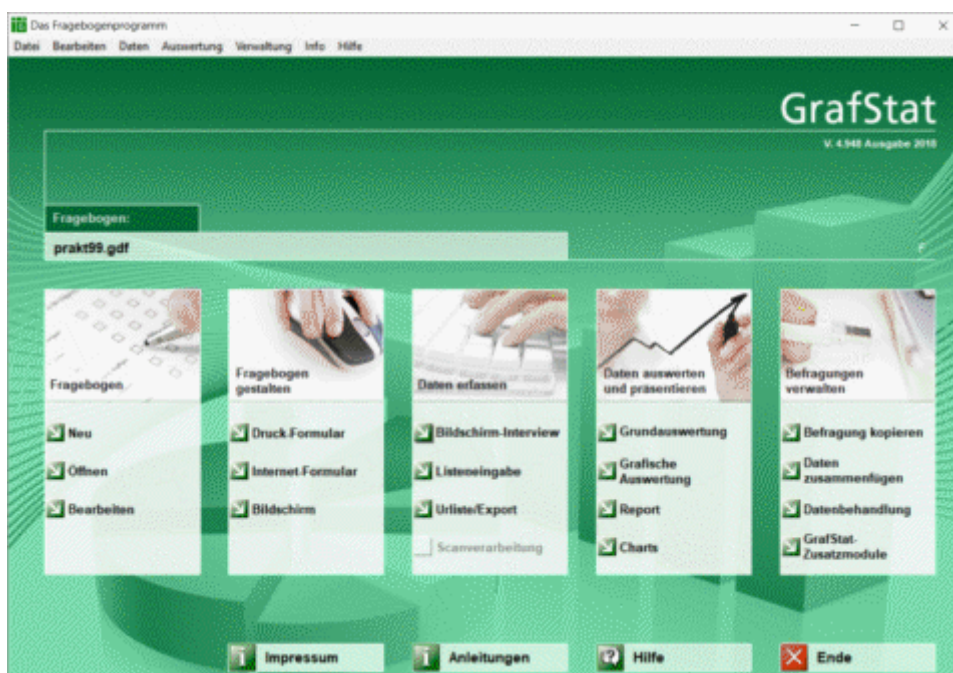 Das Fragebogenprogramm
Datei Bearbeiten Daten Auswertung Verwaltung Info Hilfe
GrafStat
V. 4.948 Ausgabe 2018
Fragebogen:
prakt99.gdf
Fragebogen
Neu
Öffnen
Bearbeiten
Fragebogen
gestalten
Druck-Formular
Internet-Formular
Bildschirm
Daten erfassen
Bildschirm-Interview
Listeneingabe
Urliste/Export
Scanverarbeitung
Daten auswerten
und präsentieren
Grundauswertung
Grafische
Auswertung
Report
Charts
Befragungen
verwalten
Befragung kopieren
Daten
zusammenfügen
Datenbehandlung
GrafStat-
Zusatzmodule
Impressum
Anleitungen
Hilfe
Ende